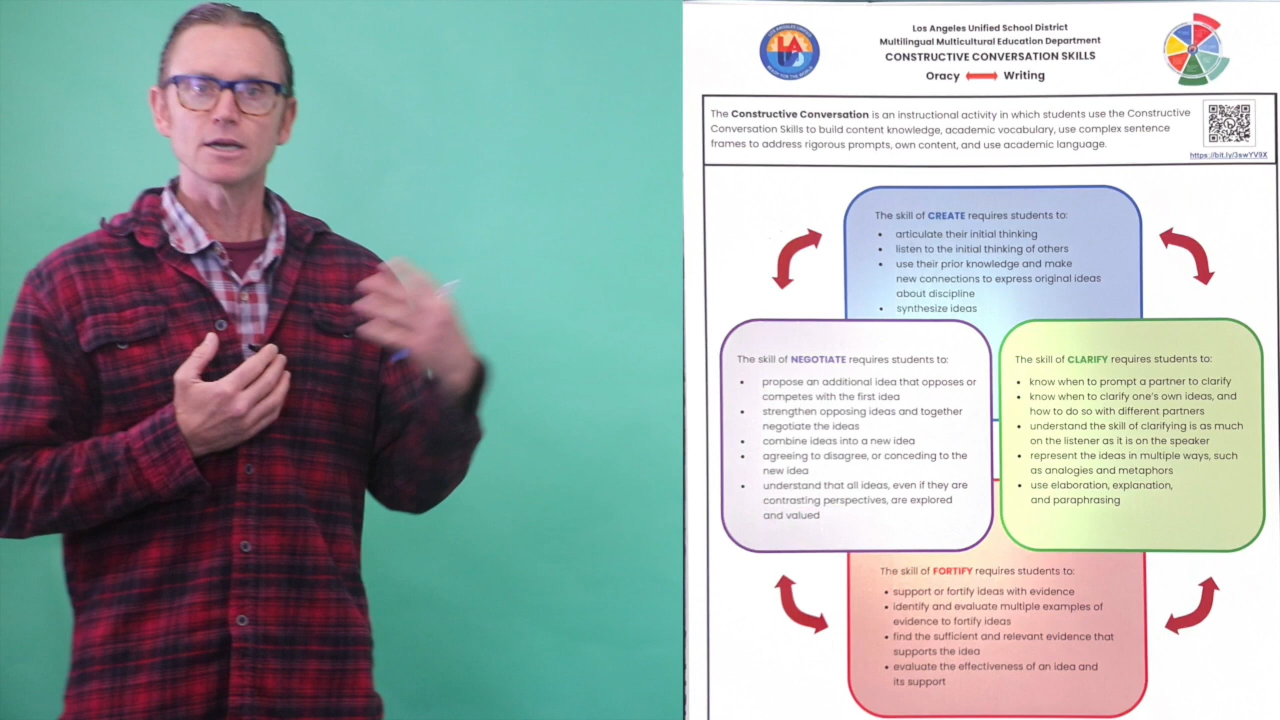 Los Angeles Unified School District
Multilingual Multicultural Education Department
CONSTRUCTIVE CONVERSATION SKILLS
Oracy Writing
The Constructive Conversation is an instructional activity in which students use the Constructive
Conversation Skills to build content knowledge, academic vocabulary, use complex sentence
frames to address rigorous prompts, own content, and use academic language.
https://bit.ly/3swYV9X
The skill of CREATE requires students to:
• articulate their initial thinking
• listen to the initial thinking of others
• use their prior knowledge and make
new connections to express original ideas
about discipline
• synthesize ideas
The skill of NEGOTIATE requires students to:
• propose an additional idea that opposes or
competes with the first idea
• strengthen opposing ideas and together
negotiate the ideas
• combine ideas into a new idea
• agreeing to disagree, or conceding to the
new idea
• understand that all ideas, even if they are
contrasting perspectives, are explored
and valued
The skill of CLARIFY requires students to:
• know when to prompt a partner to clarify
• know when to clarify one's own ideas, and
how to do so with different partners
• understand the skill of clarifying is as much
on the listener as it is on the speaker
• represent the ideas in multiple ways, such
as analogies and metaphors
• use elaboration, explanation,
and paraphrasing
The skill of FORTIFY requires students to:
• support or fortify ideas with evidence
• identify and evaluate multiple examples of
evidence to fortify ideas
• find the sufficient and relevant evidence that
supports the idea
• evaluate the effectiveness of an idea and
its support